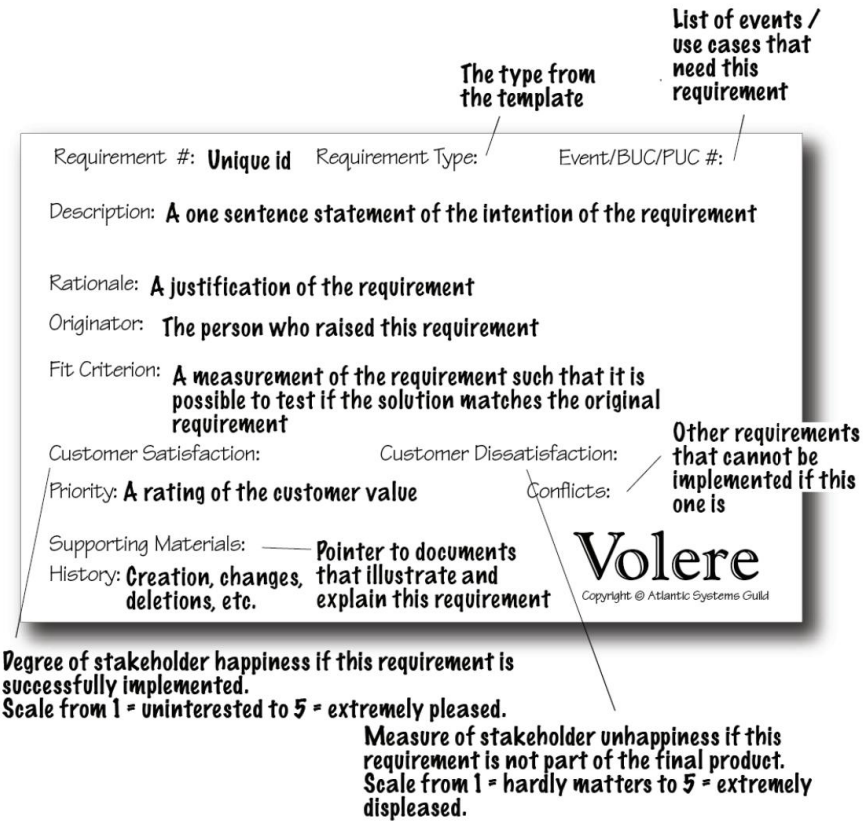 List of events /
use cases that
need this
requirement
The type from
the template
Requirement #: Unique id Requirement Type: Event/BUC/PUC #:
Description: A one sentence statement of the intention of the requirement
Rationale: A justification of the requirement
Originator: The person who raised this requirement
Fit Criterion: A measurement of the requirement such that it is
possible to test if the solution matches the original
requirement
Other requirements
that cannot be
implemented if this
one is
Customer Satisfaction: Customer Dissatisfaction:
Priority: A rating of the customer value Conflicts:
Supporting Materials: Pointer to documents
that illustrate and
explain this requirement
History: Creation, changes,
deletions, etc.
Volere
Copyright © Atlantic Systems Guild
Degree of stakeholder happiness if this requirement is
successfully implemented.
Scale from 1 = uninterested to 5 = extremely pleased.
Measure of stakeholder unhappiness if this
requirement is not part of the final product.
Scale from 1 = hardly matters to 5 = extremely
displeased.